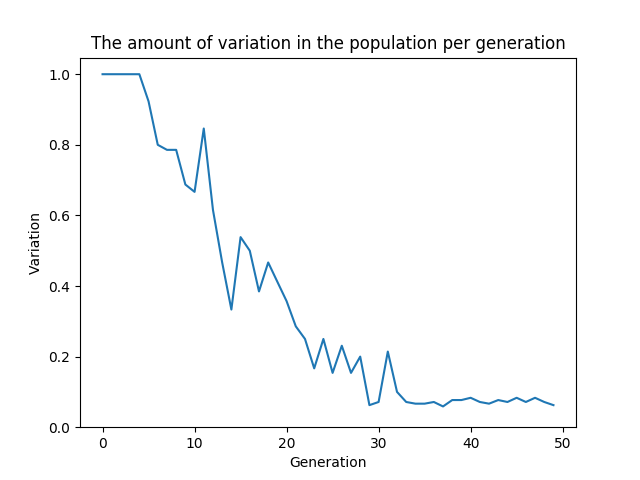 The amount of variation in the population per generation
1.0
0.8
0.6
0.4
0.2
0.0
Variation
0 10 20 30 40 50
Generation